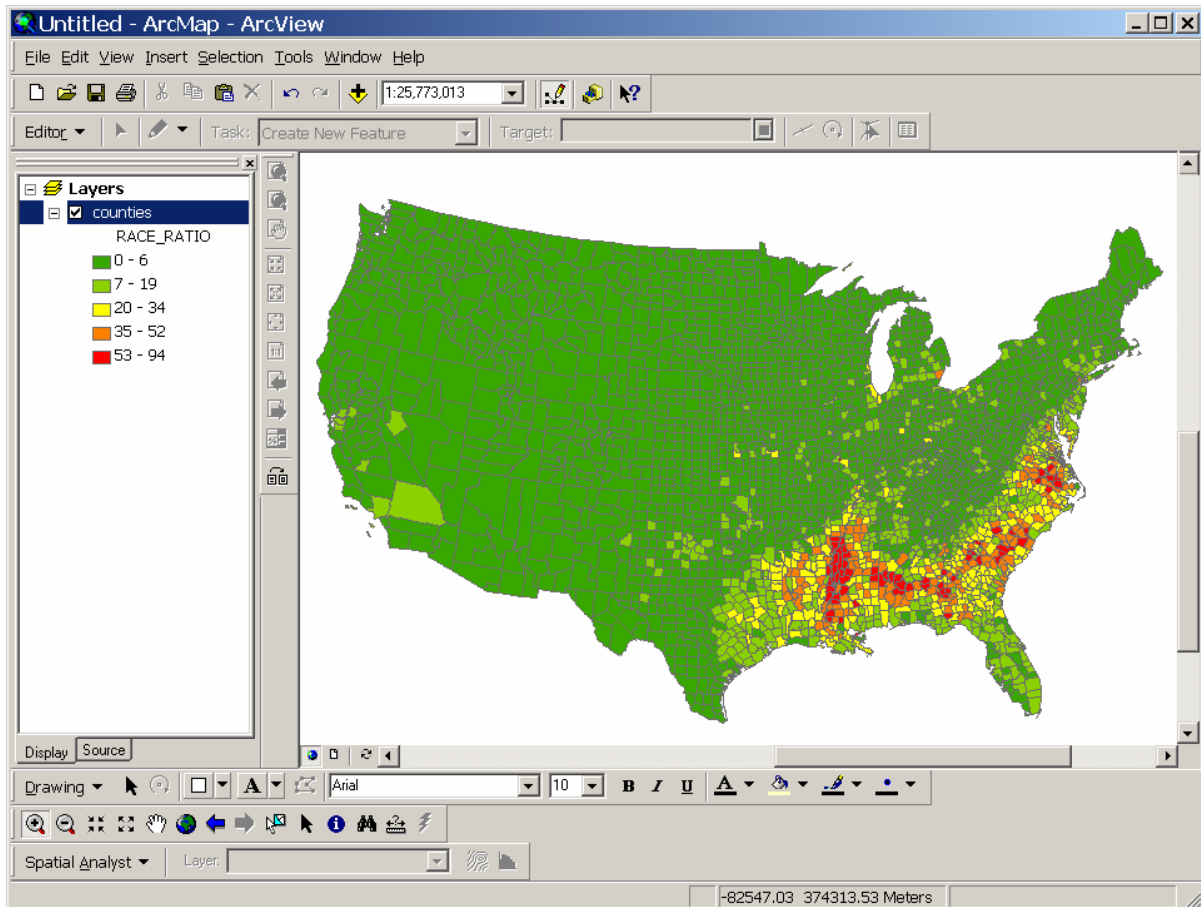 Untitled - ArcMap - ArcView
File Edit View Insert Selection Tools Window Help
1:25,773,013
Editor Task: Create New Feature Target:
Layers
counties
RACE_RATIO
0 - 6
7 - 19
20 - 34
35 - 52
53 - 94
1:1
Display Source
Drawing A Arial 10 B I U A
Spatial Analyst Layer:
-82547.03 374313.53 Meters